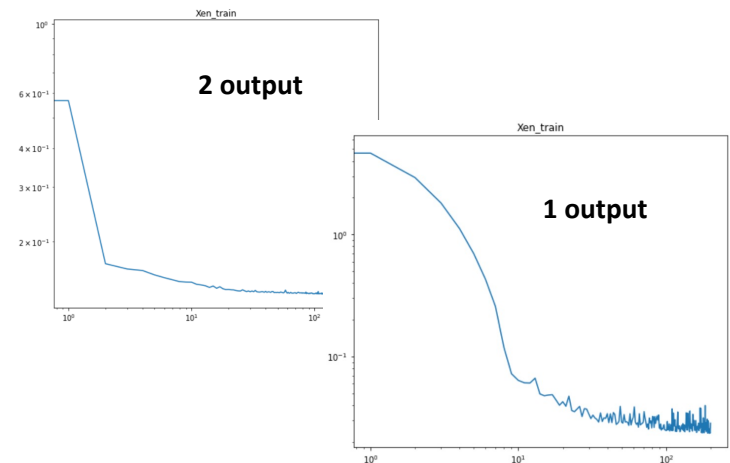 Xen_train
10⁰
2 output
6 × 10⁻¹
4 × 10⁻¹
3 × 10⁻¹
2 × 10⁻¹
10⁰ 10¹ 10²
Xen_train
1 output
10⁰
10⁻¹
10⁰ 10¹ 10²